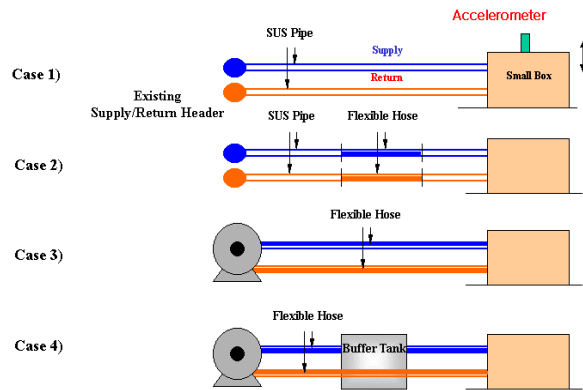 Accelerometer
SUS Pipe
Supply
Case 1)
Return
Small Box
Existing
Supply/Return Header
SUS Pipe
Flexible Hose
Case 2)
Flexible Hose
Case 3)
Flexible Hose
Case 4)
Buffer Tank